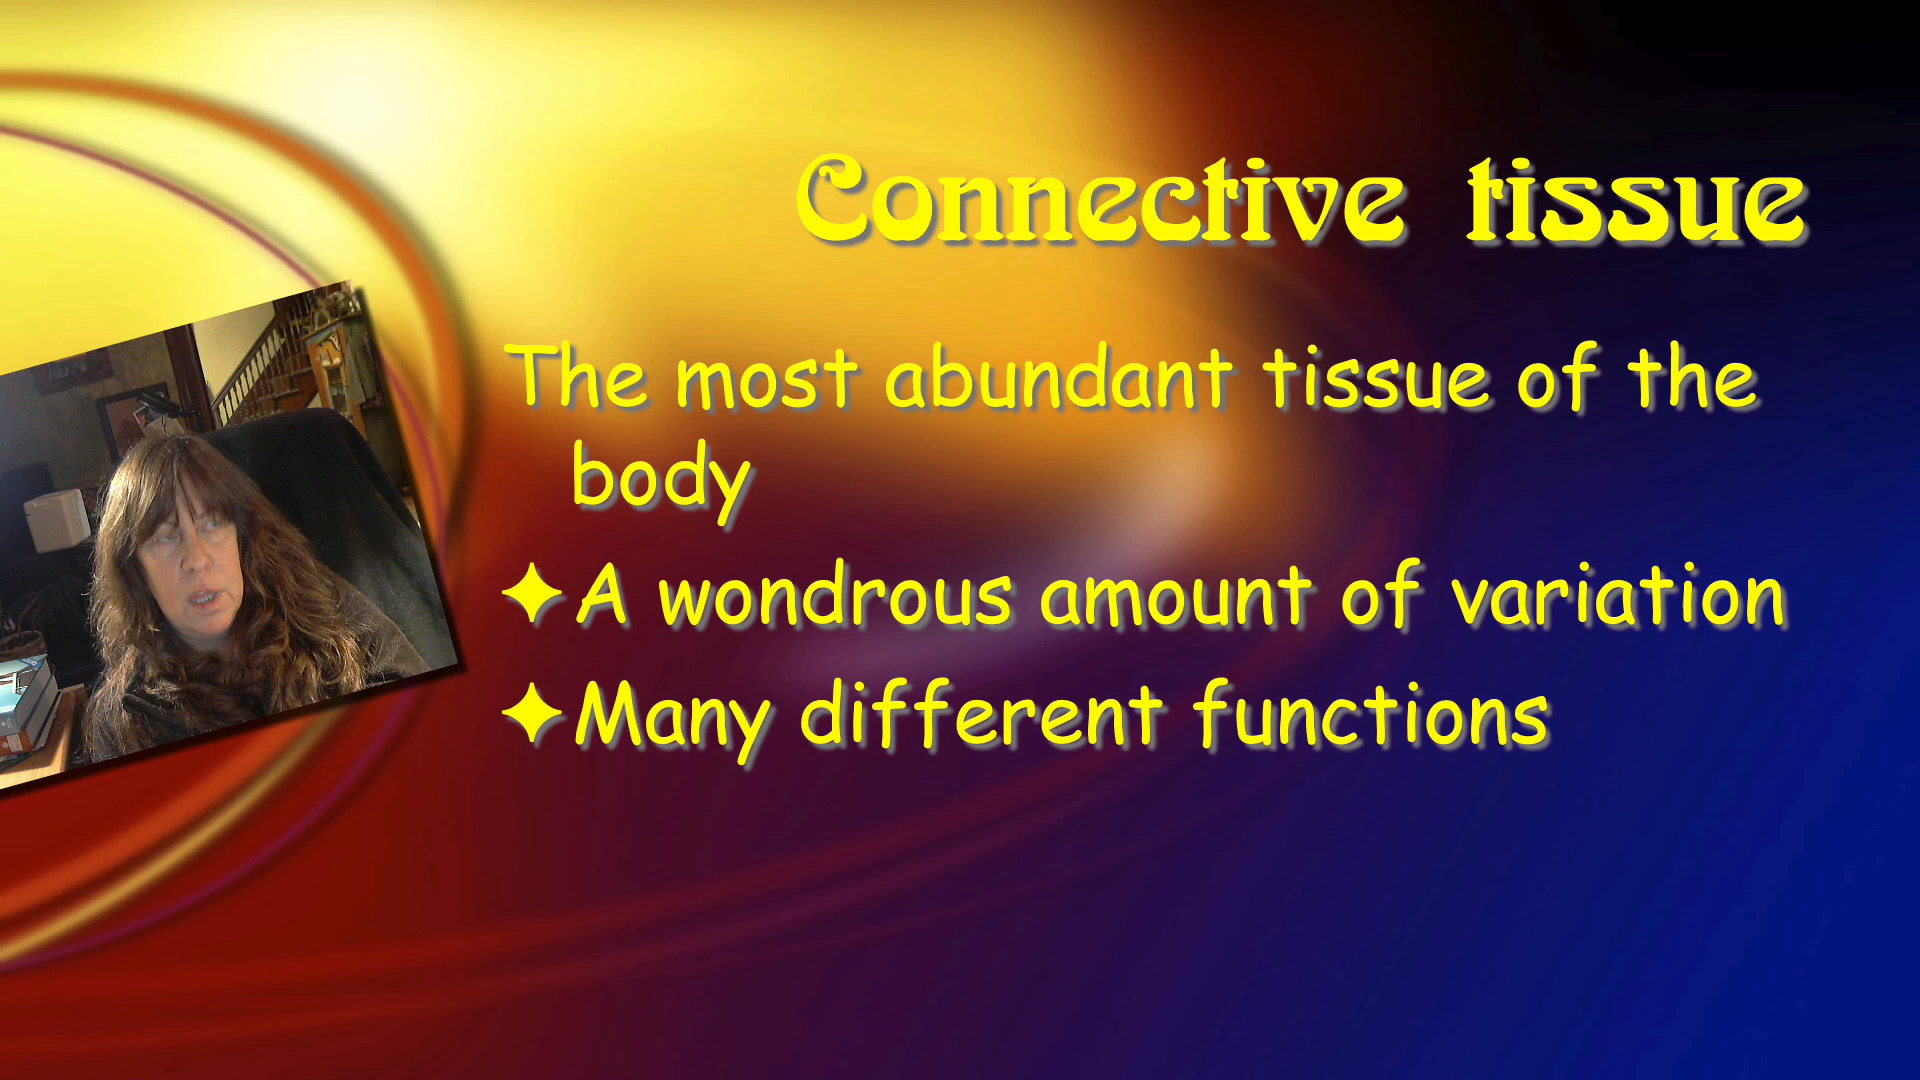 Connective tissue
The most abundant tissue of the
body
✦A wondrous amount of variation
✦Many different functions